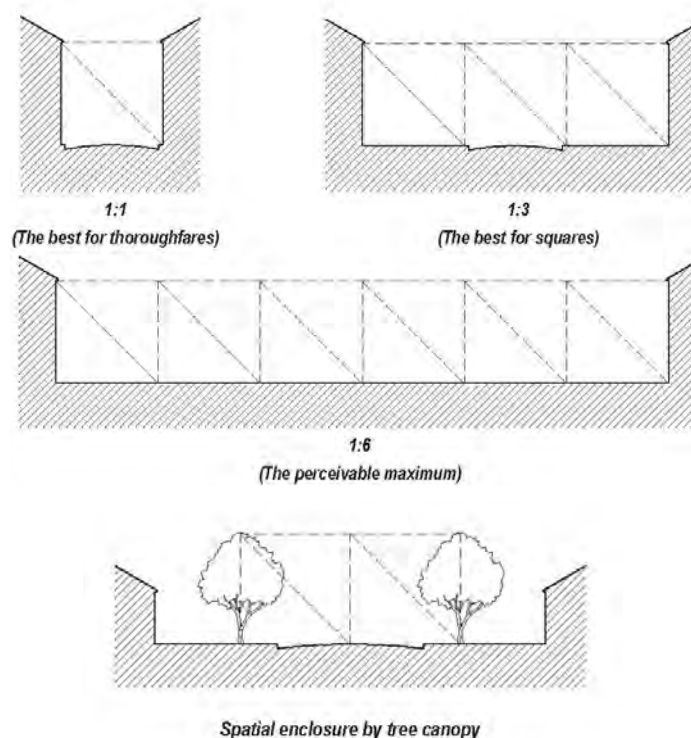 1:1
(The best for thoroughfares)
1:3
(The best for squares)
1:6
(The perceivable maximum)
Spatial enclosure by tree canopy